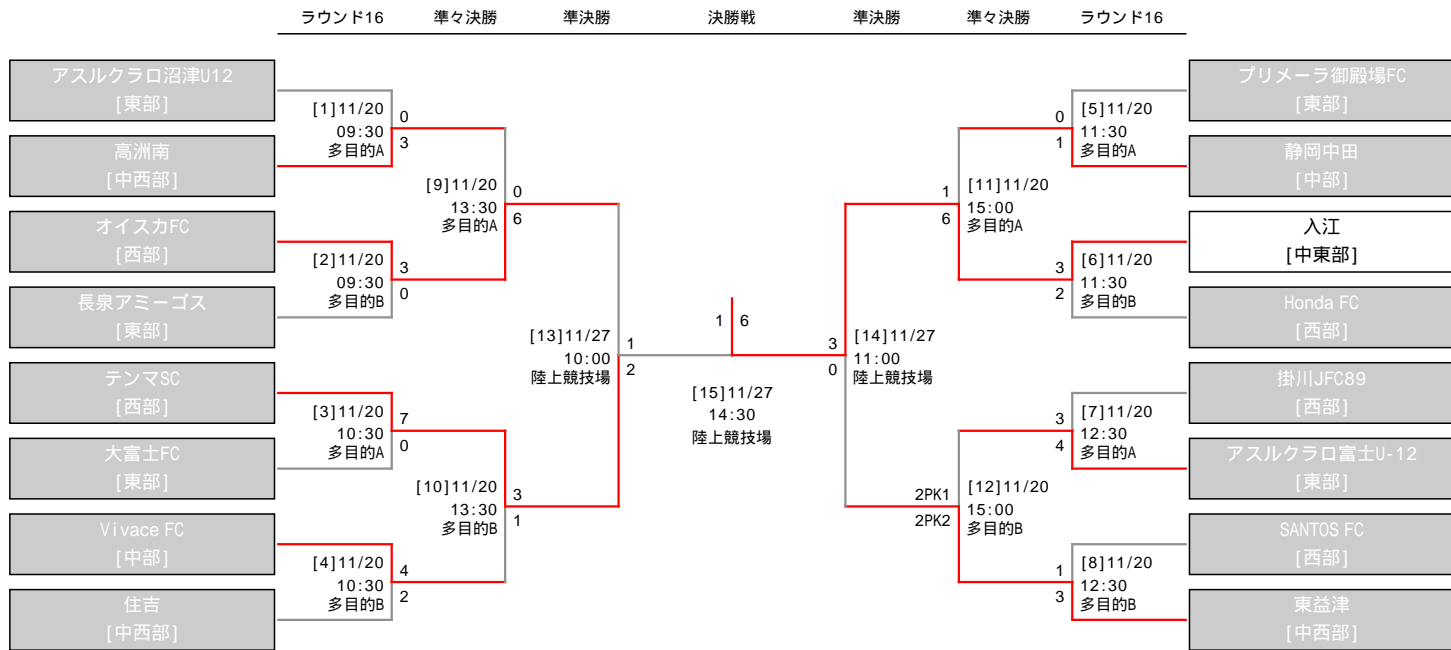 ラウンド16
準々決勝
準決勝
決勝戦
準決勝
準々決勝
ラウンド16
アスルクラロ沼津U12
[東部]
高洲南
[中西部]
オイスカFC
[西部]
長泉アミーゴス
[東部]
テンマSC
[西部]
大富士FC
[東部]
Vivace FC
[中部]
住吉
[中西部]
[1]11/20
09:30
多目的A
0
3
[2]11/20
09:30
多目的B
3
0
[3]11/20
10:30
多目的A
7
0
[4]11/20
10:30
多目的B
4
2
[9]11/20
13:30
多目的A
0
6
[10]11/20
13:30
多目的B
3
1
[13]11/27
10:00
陸上競技場
1
2
1 6
[15]11/27
14:30
陸上競技場
3
0
[14]11/27
11:00
陸上競技場
1
6
[11]11/20
15:00
多目的A
2PK1
2PK2
[12]11/20
15:00
多目的B
0
1
[5]11/20
11:30
多目的A
3
2
[6]11/20
11:30
多目的B
3
4
[7]11/20
12:30
多目的A
1
3
[8]11/20
12:30
多目的B
プリメーラ御殿場FC
[東部]
静岡中田
[中部]
入江
[中東部]
Honda FC
[西部]
掛川JFC89
[西部]
アスルクラロ富士U-12
[東部]
SANTOS FC
[西部]
東益津
[中西部]